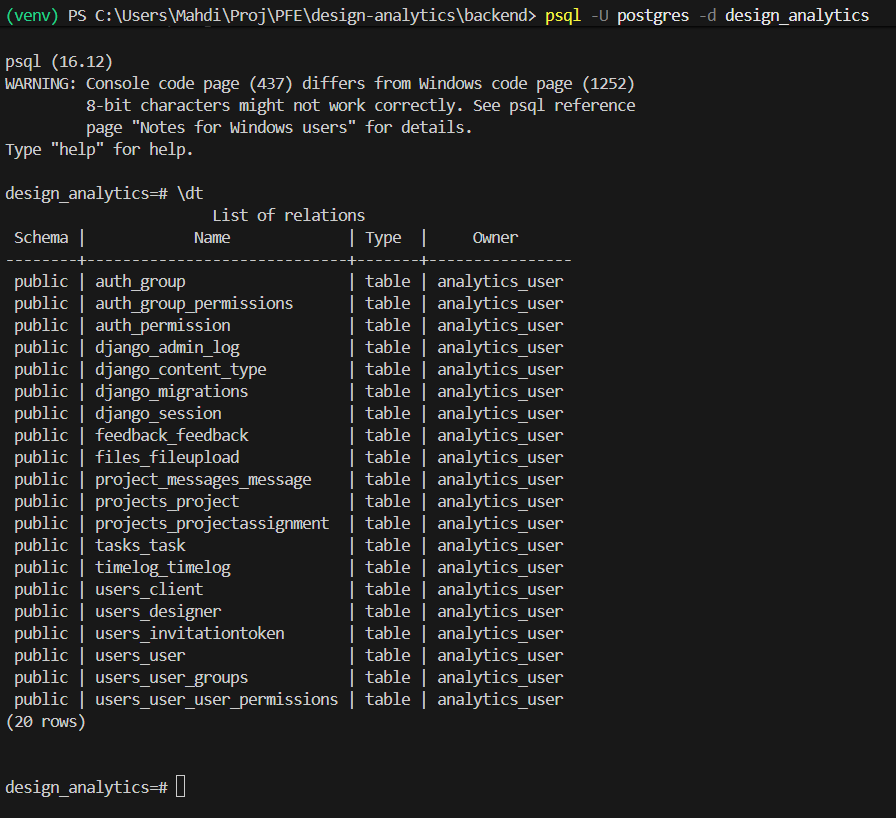 (venv) PS C:\Users\Mahdi\Proj\PFE\design-analytics\backend> psql -U postgres -d design_analytics
psql (16.12)
WARNING: Console code page (437) differs from Windows code page (1252)
         8-bit characters might not work correctly. See psql reference
         page "Notes for Windows users" for details.
Type "help" for help.
design_analytics=# \dt
                       List of relations
 Schema |            Name             | Type  |     Owner
--------+-----------------------------+-------+----------------
 public | auth_group                  | table | analytics_user
 public | auth_group_permissions      | table | analytics_user
 public | auth_permission             | table | analytics_user
 public | django_admin_log            | table | analytics_user
 public | django_content_type         | table | analytics_user
 public | django_migrations           | table | analytics_user
 public | django_session              | table | analytics_user
 public | feedback_feedback           | table | analytics_user
 public | files_fileupload            | table | analytics_user
 public | project_messages_message    | table | analytics_user
 public | projects_project            | table | analytics_user
 public | projects_projectassignment  | table | analytics_user
 public | tasks_task                  | table | analytics_user
 public | timelog_timelog             | table | analytics_user
 public | users_client                | table | analytics_user
 public | users_designer              | table | analytics_user
 public | users_invitationtoken       | table | analytics_user
 public | users_user                  | table | analytics_user
 public | users_user_groups           | table | analytics_user
 public | users_user_user_permissions | table | analytics_user
(20 rows)
design_analytics=#